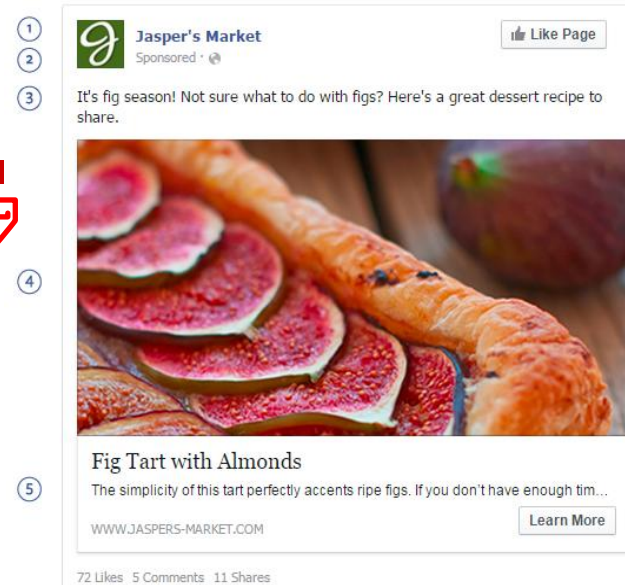 1
Jasper's Market
Like Page
2
Sponsored ·
3
It's fig season! Not sure what to do with figs? Here's a great dessert recipe to
share.
4
Fig Tart with Almonds
5
The simplicity of this tart perfectly accents ripe figs. If you don't have enough tim...
WWW.JASPERS-MARKET.COM
Learn More
72 Likes 5 Comments 11 Shares